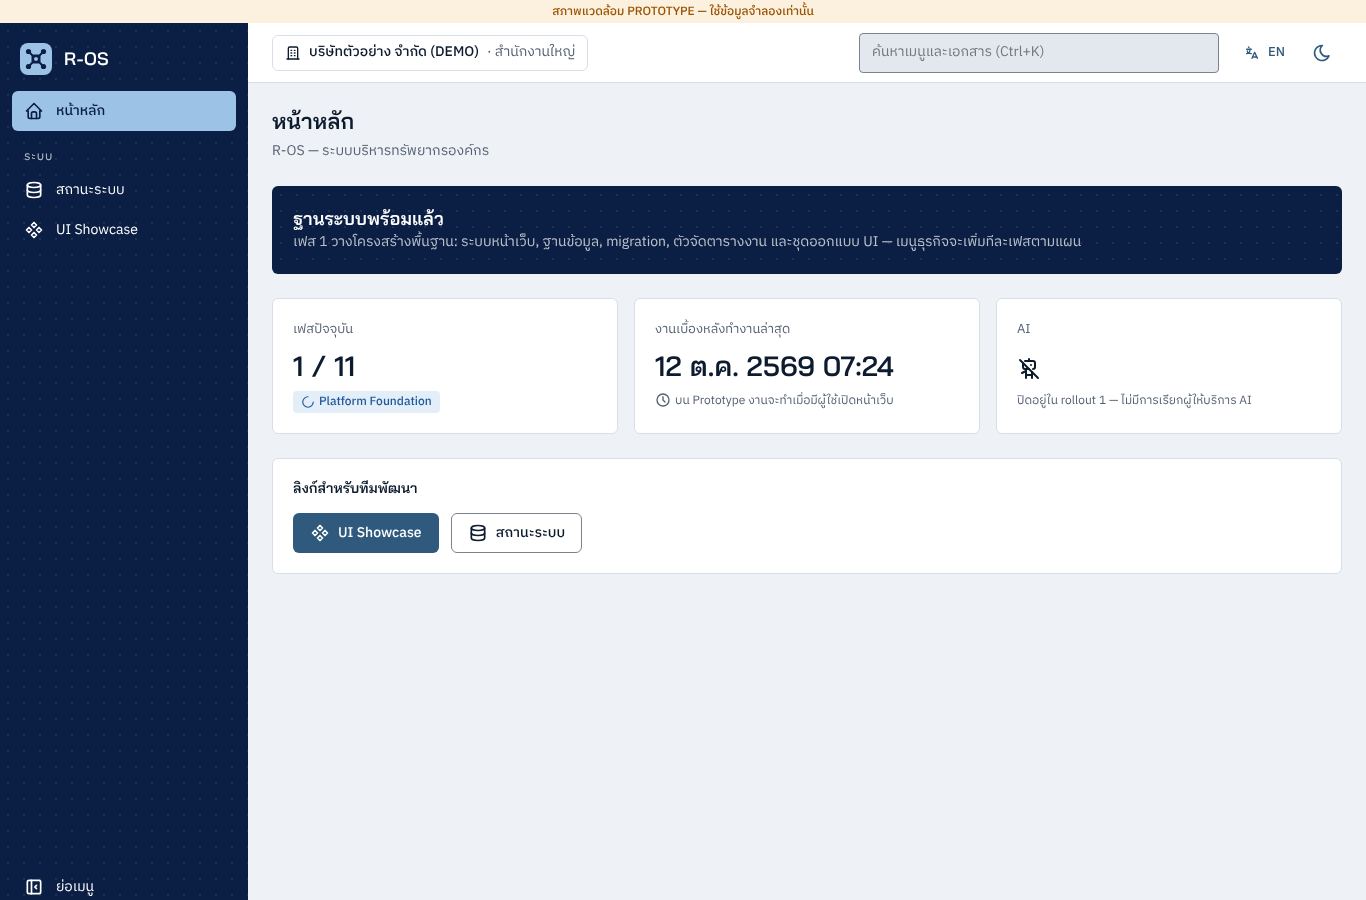 สภาพแวดล้อม PROTOTYPE — ใช้ข้อมูลจำลองเท่านั้น
R-OS
หน้าหลัก
ระบบ
สถานะระบบ
UI Showcase
ย่อเมนู
บริษัทตัวอย่าง จำกัด (DEMO) · สำนักงานใหญ่
ค้นหาเมนูและเอกสาร (Ctrl+K)
EN
หน้าหลัก
R-OS — ระบบบริหารทรัพยากรองค์กร
ฐานระบบพร้อมแล้ว
เฟส 1 วางโครงสร้างพื้นฐาน: ระบบหน้าเว็บ, ฐานข้อมูล, migration, ตัวจัดตารางงาน และชุดออกแบบ UI — เมนูธุรกิจจะเพิ่มทีละเฟสตามแผน
เฟสปัจจุบัน
1 / 11
Platform Foundation
งานเบื้องหลังทำงานล่าสุด
12 ต.ค. 2569 07:24
บน Prototype งานจะทำเมื่อมีผู้ใช้เปิดหน้าเว็บ
AI
ปิดอยู่ใน rollout 1 — ไม่มีการเรียกผู้ให้บริการ AI
ลิงก์สำหรับทีมพัฒนา
UI Showcase
สถานะระบบ